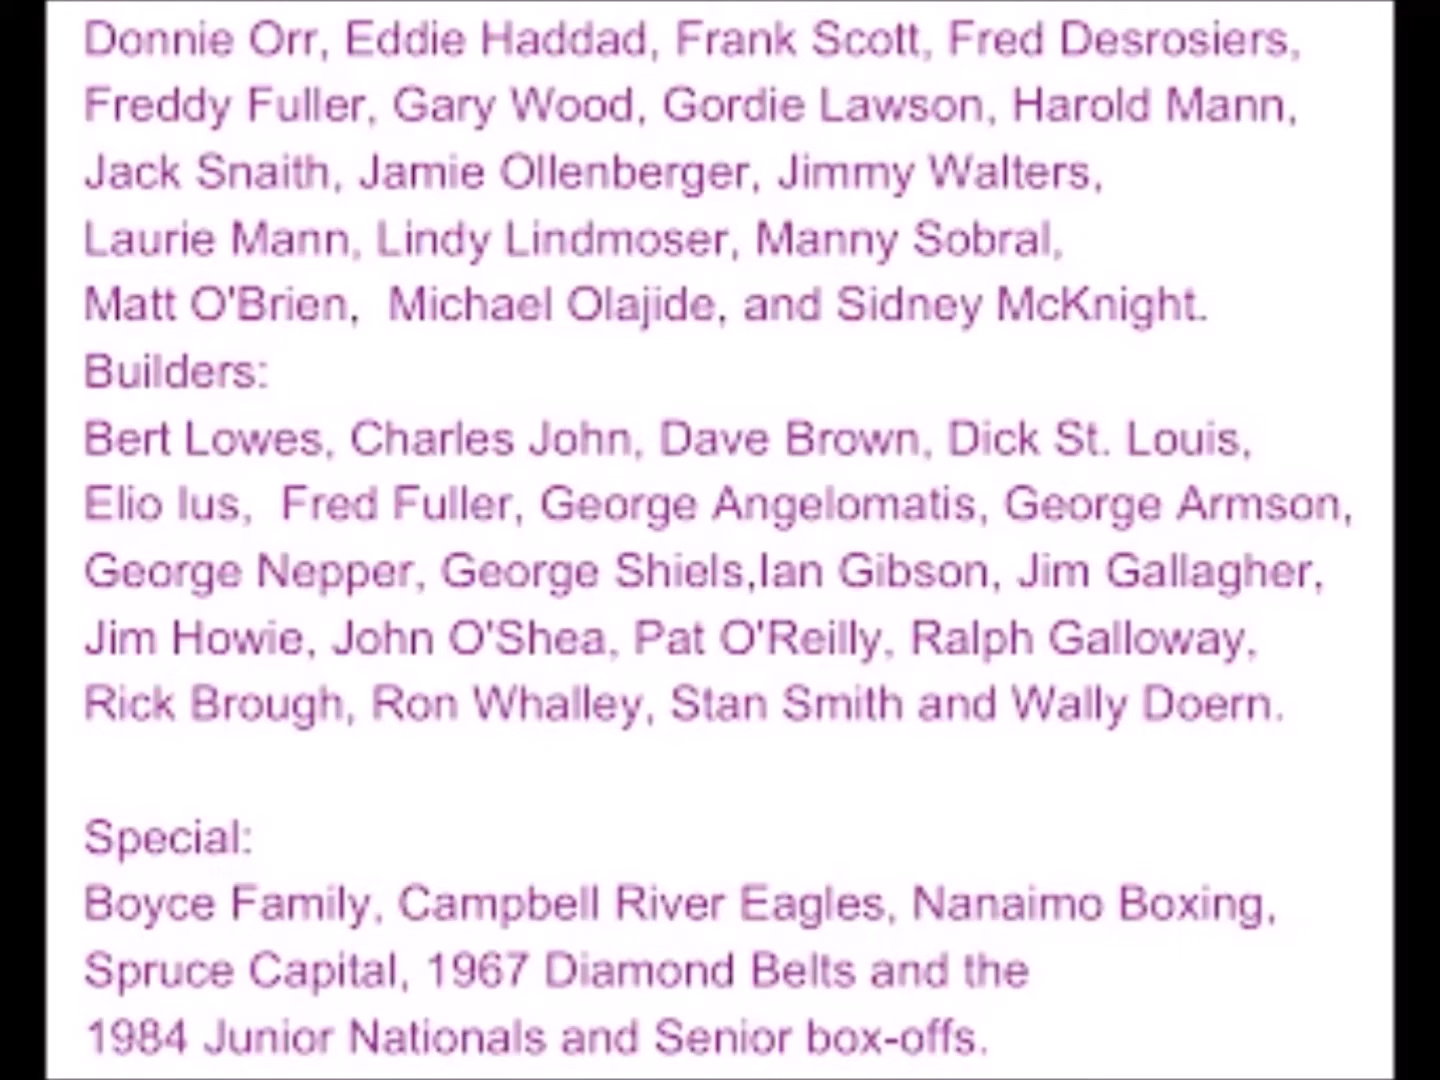 Donnie Orr, Eddie Haddad, Frank Scott, Fred Desrosiers,
Freddy Fuller, Gary Wood, Gordie Lawson, Harold Mann,
Jack Snaith, Jamie Ollenberger, Jimmy Walters,
Laurie Mann, Lindy Lindmoser, Manny Sobral,
Matt O'Brien,  Michael Olajide, and Sidney McKnight.
Builders:
Bert Lowes, Charles John, Dave Brown, Dick St. Louis,
Elio Ius,  Fred Fuller, George Angelomatis, George Armson,
George Nepper, George Shiels,Ian Gibson, Jim Gallagher,
Jim Howie, John O'Shea, Pat O'Reilly, Ralph Galloway,
Rick Brough, Ron Whalley, Stan Smith and Wally Doern.
Special:
Boyce Family, Campbell River Eagles, Nanaimo Boxing,
Spruce Capital, 1967 Diamond Belts and the
1984 Junior Nationals and Senior box-offs.